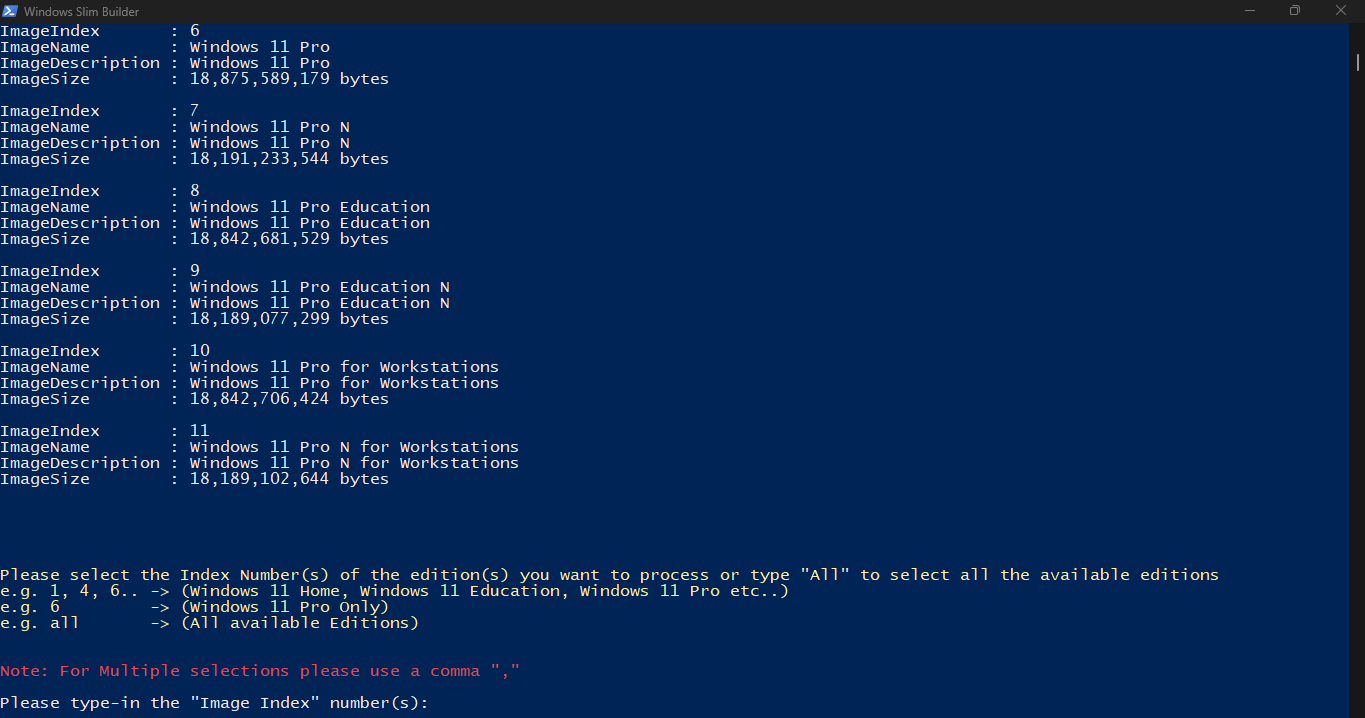 Windows Slim Builder
ImageIndex : 6
ImageName : Windows 11 Pro
ImageDescription : Windows 11 Pro
ImageSize : 18,875,589,179 bytes
ImageIndex : 7
ImageName : Windows 11 Pro N
ImageDescription : Windows 11 Pro N
ImageSize : 18,191,233,544 bytes
ImageIndex : 8
ImageName : Windows 11 Pro Education
ImageDescription : Windows 11 Pro Education
ImageSize : 18,842,681,529 bytes
ImageIndex : 9
ImageName : Windows 11 Pro Education N
ImageDescription : Windows 11 Pro Education N
ImageSize : 18,189,077,299 bytes
ImageIndex : 10
ImageName : Windows 11 Pro for Workstations
ImageDescription : Windows 11 Pro for Workstations
ImageSize : 18,842,706,424 bytes
ImageIndex : 11
ImageName : Windows 11 Pro N for Workstations
ImageDescription : Windows 11 Pro N for Workstations
ImageSize : 18,189,102,644 bytes
Please select the Index Number(s) of the edition(s) you want to process or type "All" to select all the available editions
e.g. 1, 4, 6.. -> (Windows 11 Home, Windows 11 Education, Windows 11 Pro etc..)
e.g. 6 -> (Windows 11 Pro Only)
e.g. all -> (All available Editions)
Note: For Multiple selections please use a comma ","
Please type-in the "Image Index" number(s):